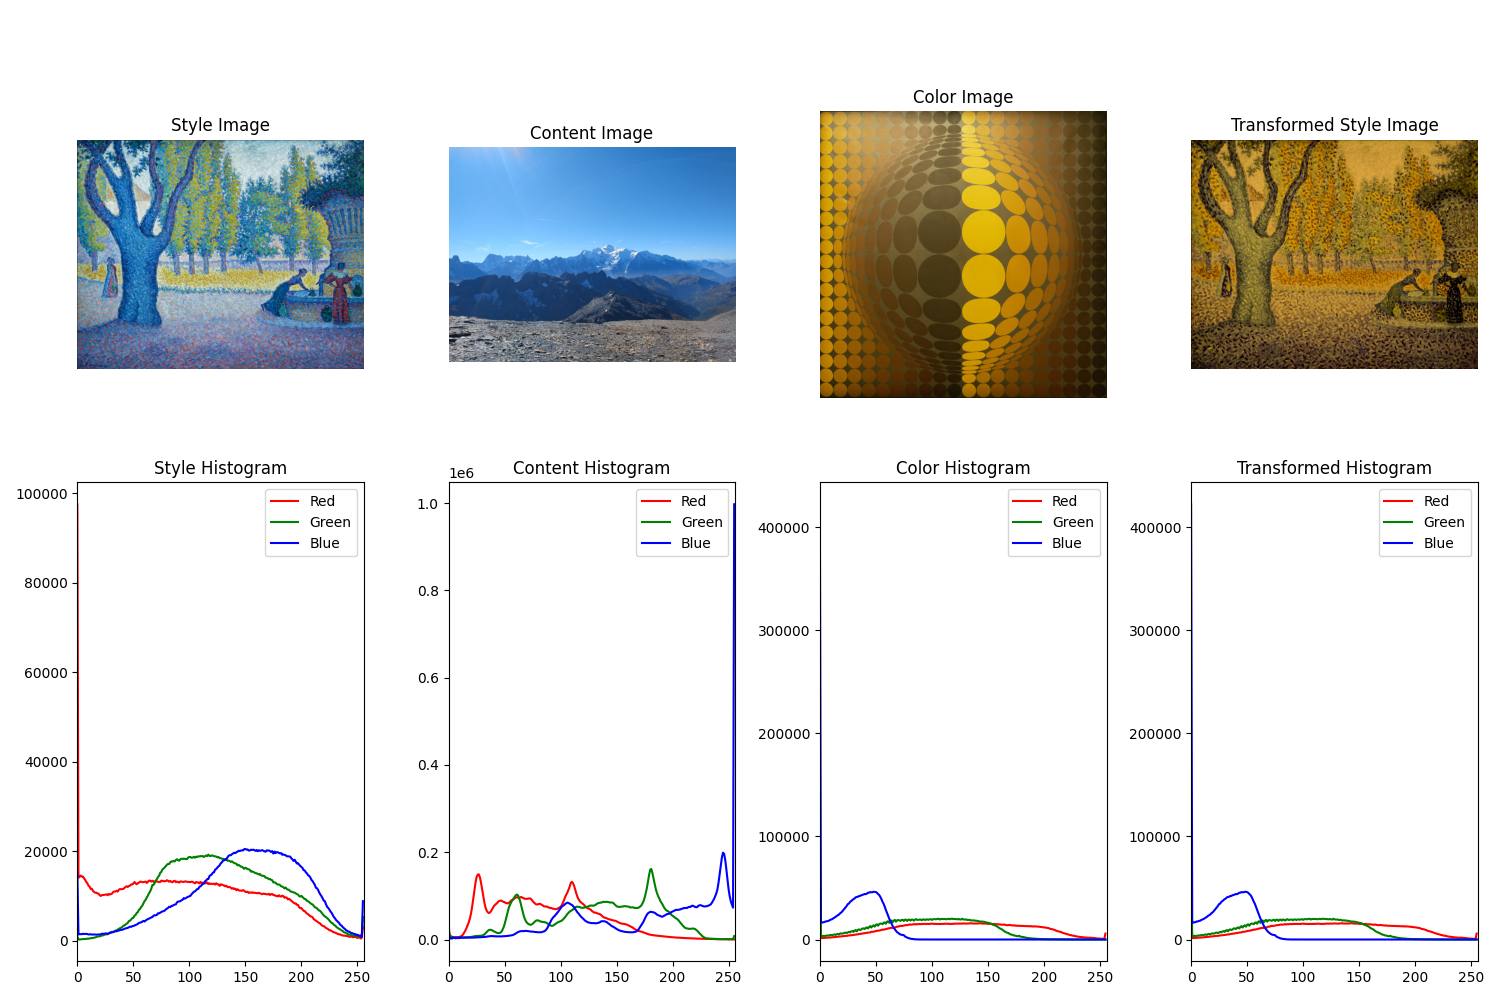 Style Image
Content Image
Color Image
Transformed Style Image
Style Histogram
100000
80000
60000
40000
20000
0
0 50 100 150 200 250
Red
Green
Blue
Content Histogram
1e6
1.0
0.8
0.6
0.4
0.2
0.0
0 50 100 150 200 250
Red
Green
Blue
Color Histogram
400000
300000
200000
100000
0
0 50 100 150 200 250
Red
Green
Blue
Transformed Histogram
400000
300000
200000
100000
0
0 50 100 150 200 250
Red
Green
Blue